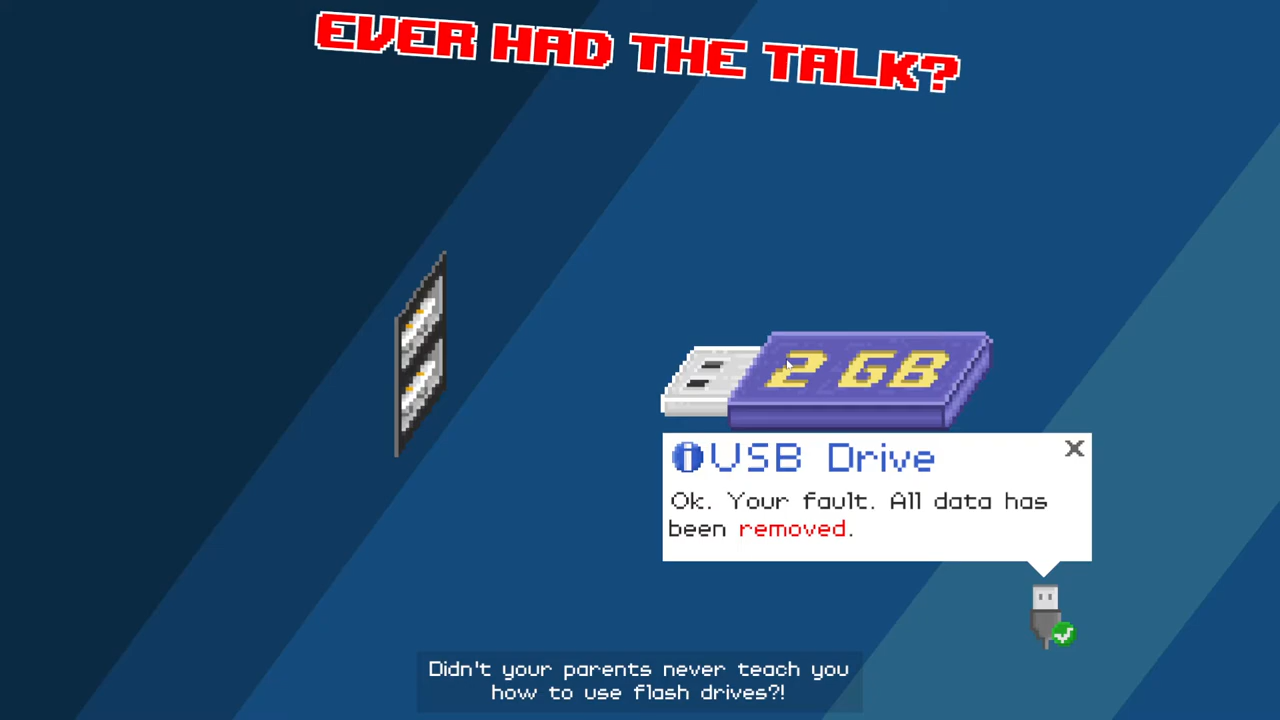 EVER HAD THE TALK?
2 GB
USB Drive
Ok. Your fault. All data has
been removed.
Didn't your parents never teach you
how to use flash drives?!